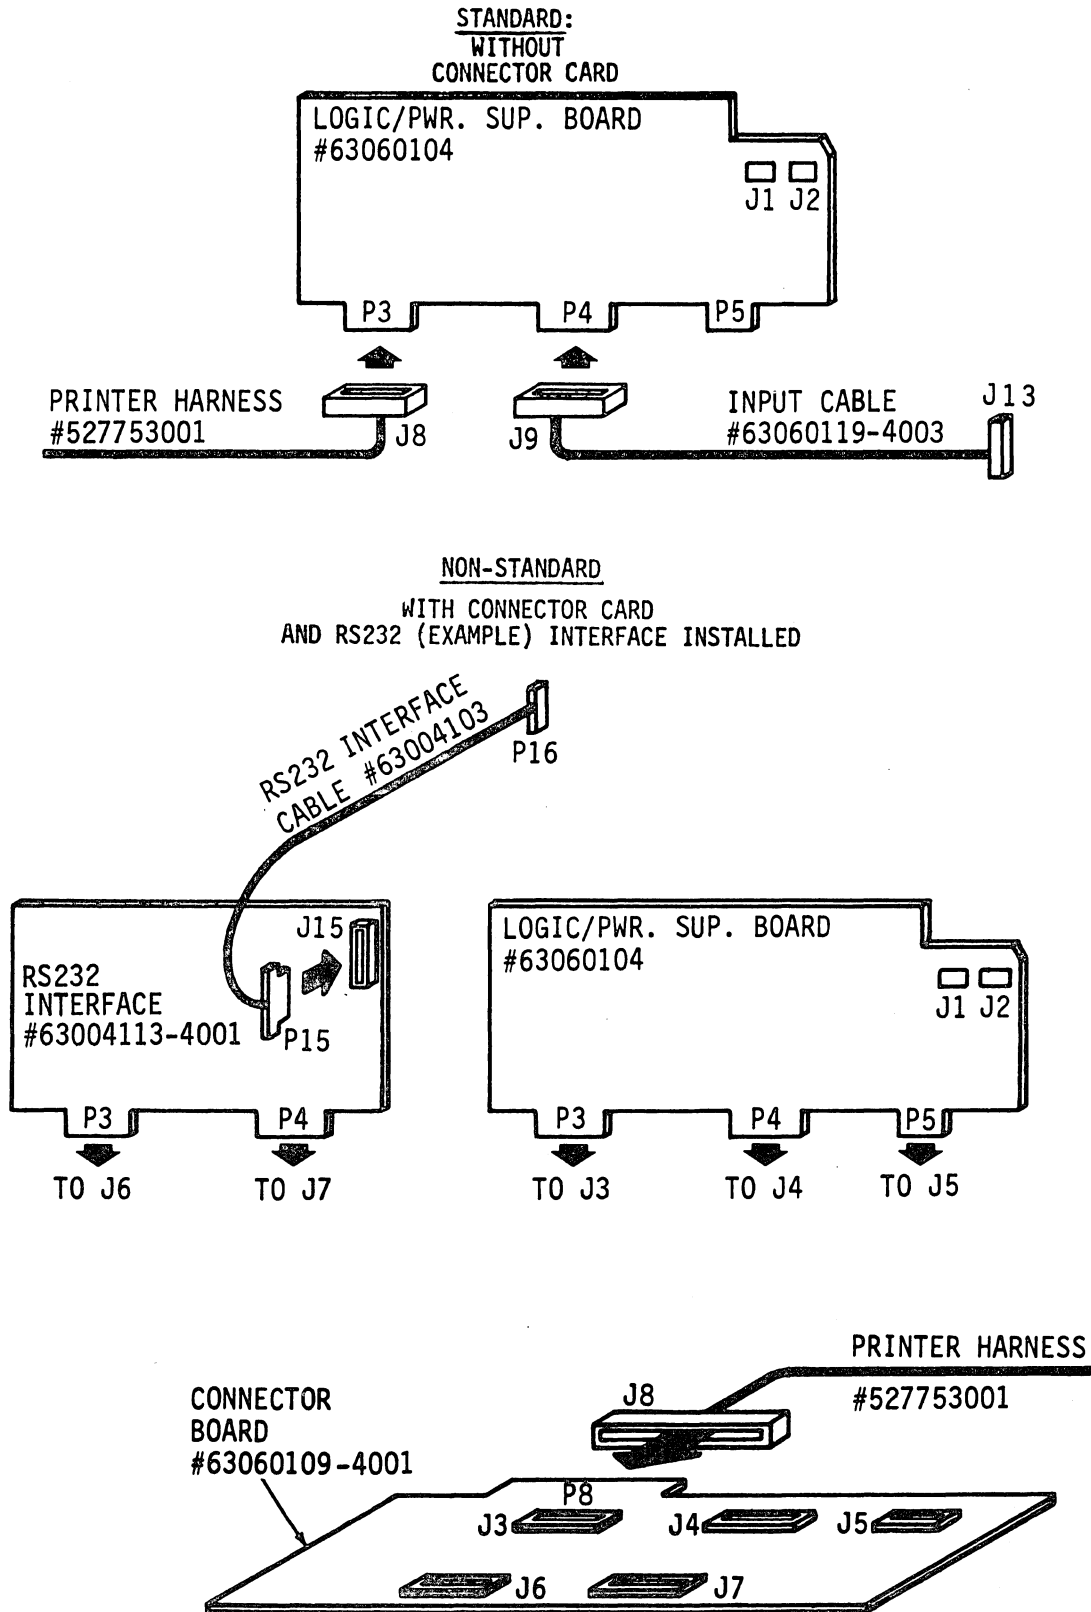 STANDARD:
WITHOUT
CONNECTOR CARD
LOGIC/PWR. SUP. BOARD
#63060104
J1 J2
P3
P4
P5
PRINTER HARNESS
#527753001
J8
J9
INPUT CABLE
#63060119-4003
J13
NON-STANDARD
WITH CONNECTOR CARD
AND RS232 (EXAMPLE) INTERFACE INSTALLED
RS232 INTERFACE
CABLE #63004103
P16
J15
RS232
INTERFACE
#63004113-4001
P15
P3
P4
TO J6
TO J7
LOGIC/PWR. SUP. BOARD
#63060104
J1 J2
P3
P4
P5
TO J3
TO J4
TO J5
PRINTER HARNESS
#527753001
J8
CONNECTOR
BOARD
#63060109-4001
P8
J3
J4
J5
J6
J7